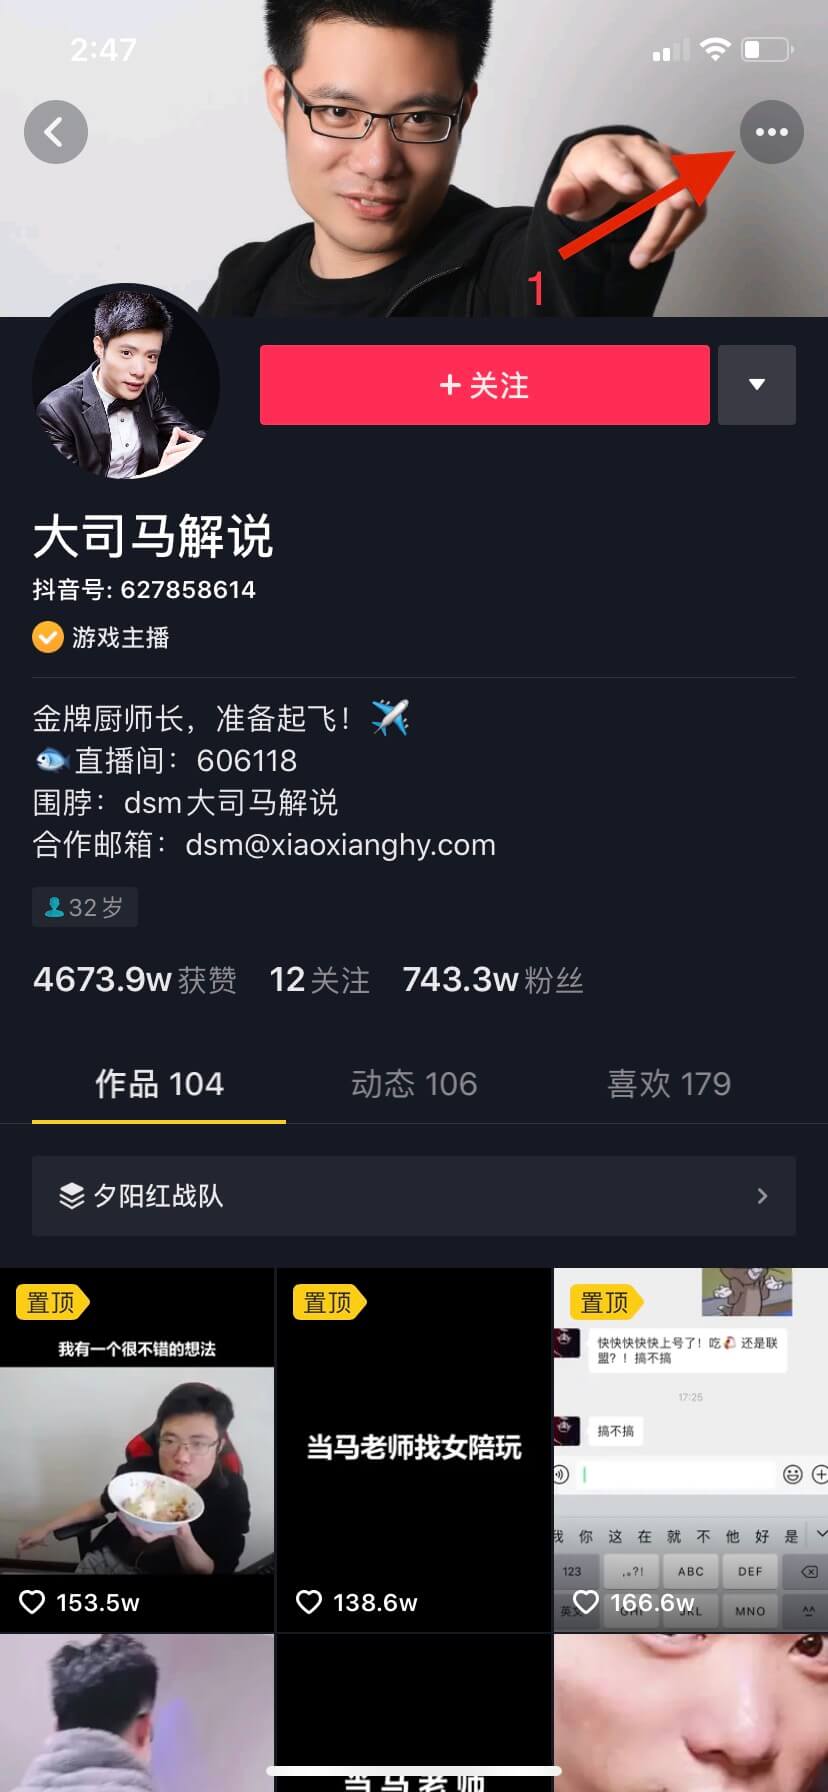 2:47
1
+ 关注
大司马解说
抖音号: 627858614
游戏主播
金牌厨师长，准备起飞！✈️
🐟直播间：606118
围脖：dsm大司马解说
合作邮箱：dsm@xiaoxianghy.com
32岁
4673.9w获赞 12关注 743.3w粉丝
作品 104 动态 106 喜欢 179
夕阳红战队
置顶 置顶 置顶
我有一个很不错的想法
当马老师找女陪玩
快快快快快上号了！吃🐔还是联
盟？！搞不搞
17:25
搞不搞
我 你 这 在 就 不 他 好 是
123 ,。?! ABC DEF
英文 GHI JKL MNO ^^
153.5w 138.6w 166.6w
当马老师